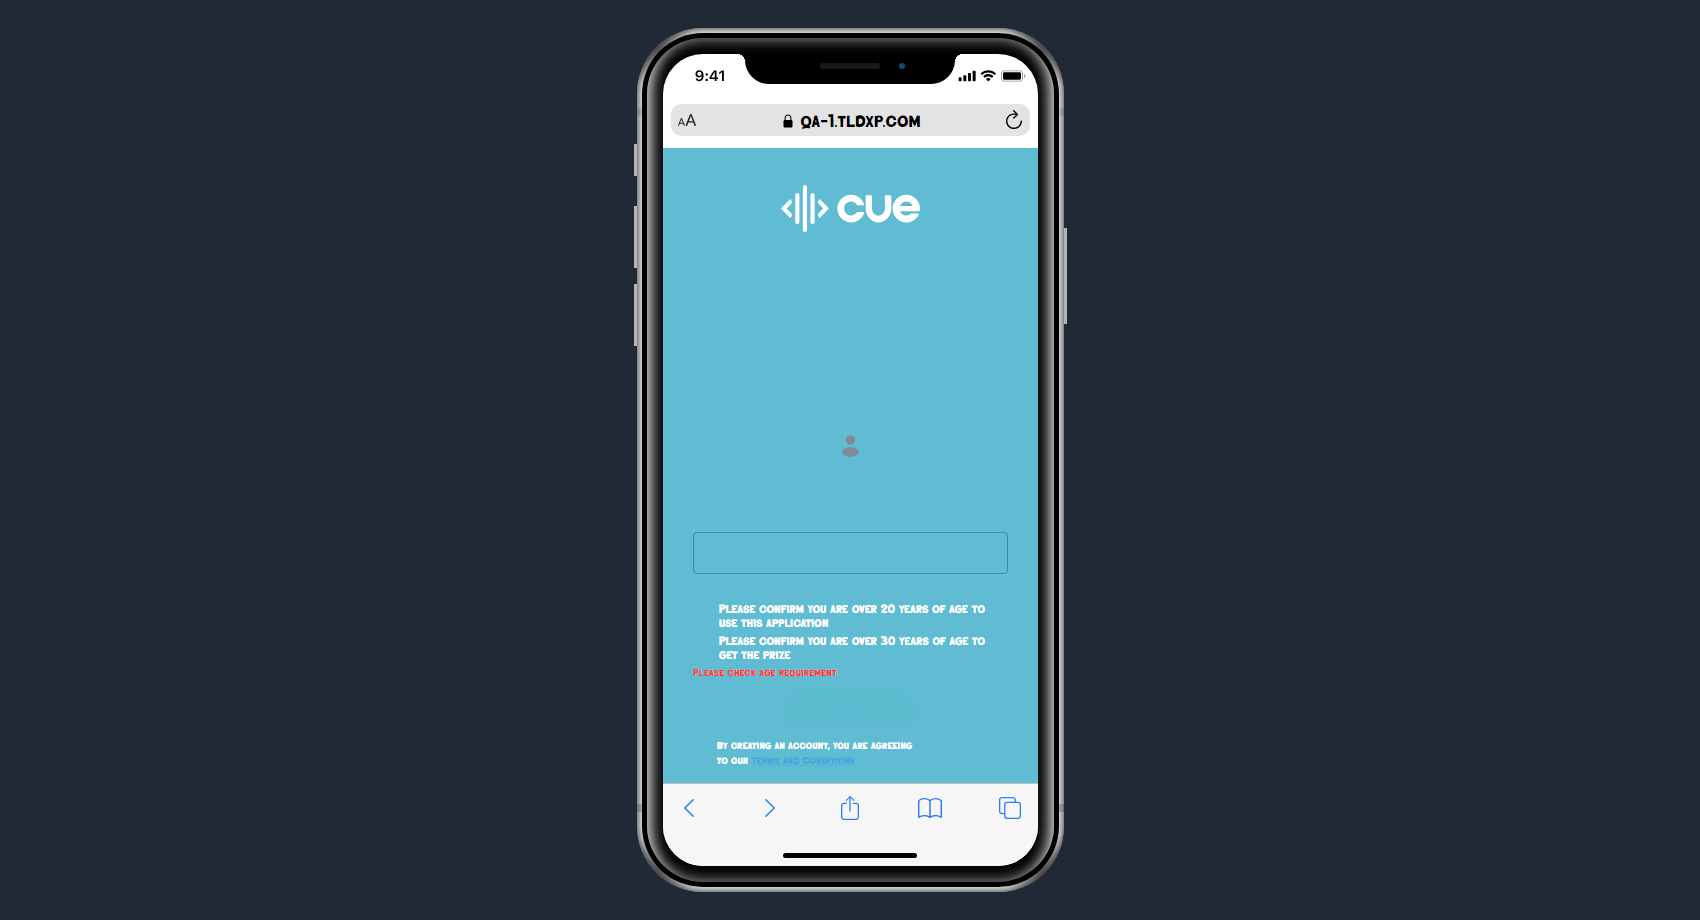 9:41
AA
QA-1.TLDXP.COM
cue
Please confirm you are over 20 years of age to
use this application
Please confirm you are over 30 years of age to
get the prize
Please check age requirement
By creating an account, you are agreeing
to our Terms and Conditions